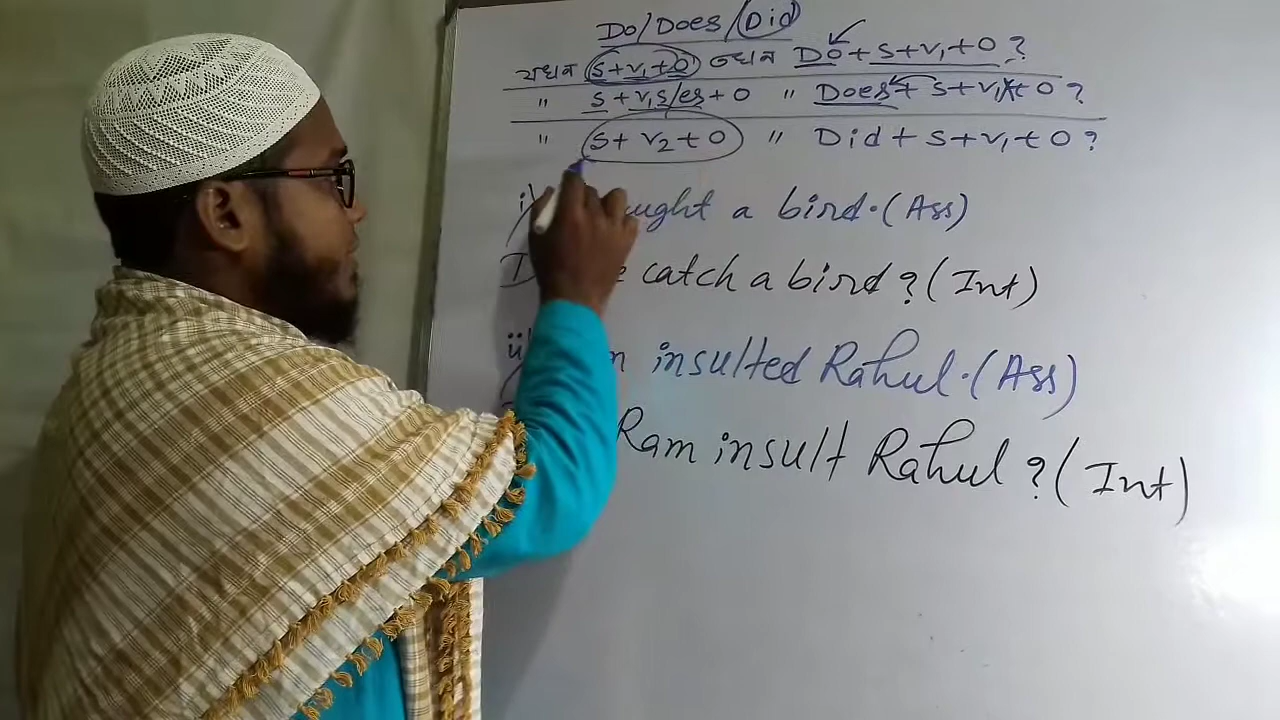 Do/Does/Did
যখন S+V₁+O তখন Do+S+V₁+O?
" S+V₁s/es+O " Does+S+V₁+O?
" S+V₂+O " Did+S+V₁+O?
a bird. (Ass)
catch a bird? (Int)
insulted Rahul. (Ass)
Ram insult Rahul? (Int)